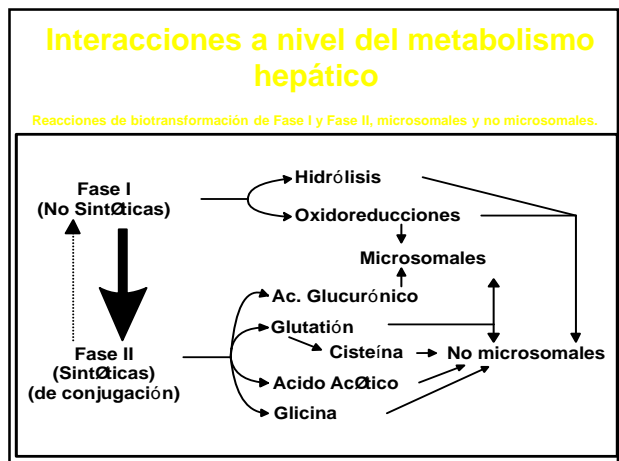 Interacciones a nivel del metabolismo
hepático
Reacciones de biotransformación de Fase I y Fase II, microsomales y no microsomales.
Fase I
(No SintØticas)
Hidrólisis
Oxidoreducciones
Microsomales
Ac. Glucurónico
Glutatión
Cisteína
No microsomales
Fase II
(SintØticas)
(de conjugación)
Acido AcØtico
Glicina